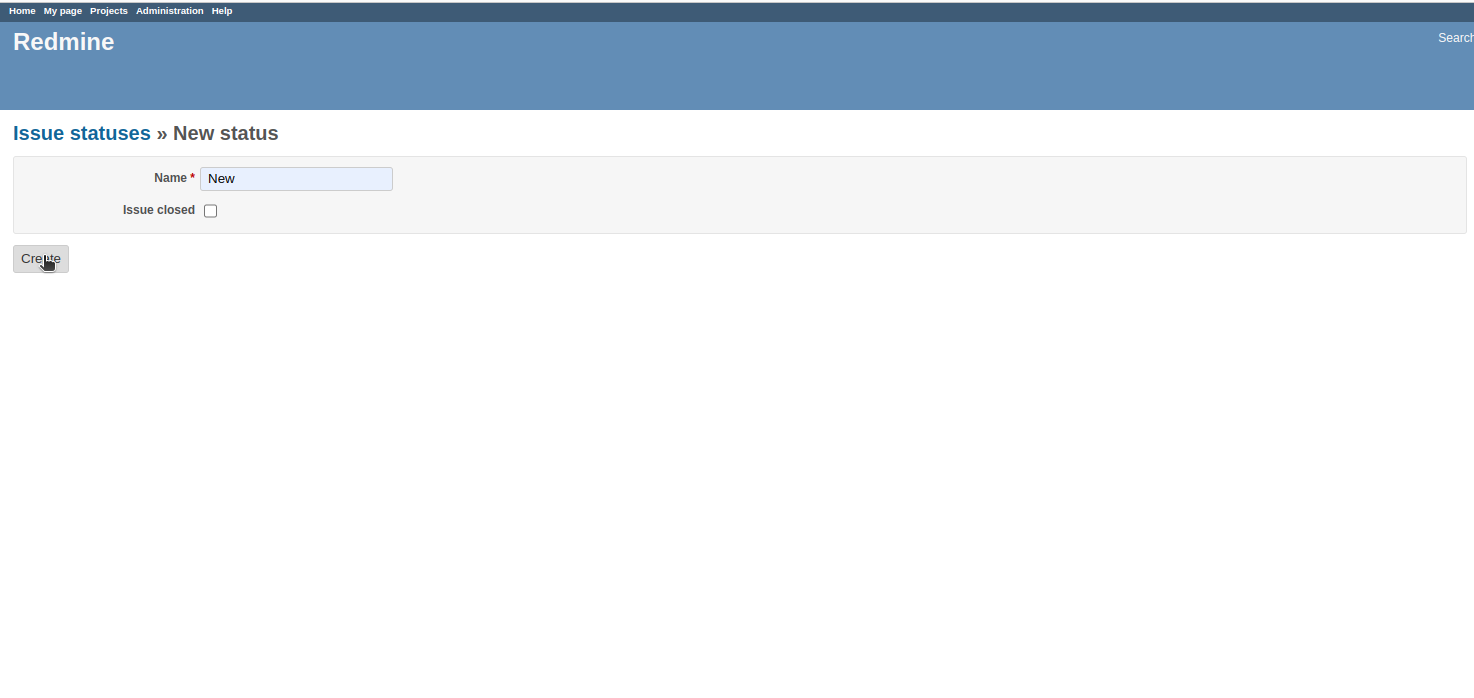 Home My page Projects Administration Help
Redmine
Search
Issue statuses » New status
Name * New
Issue closed
Create